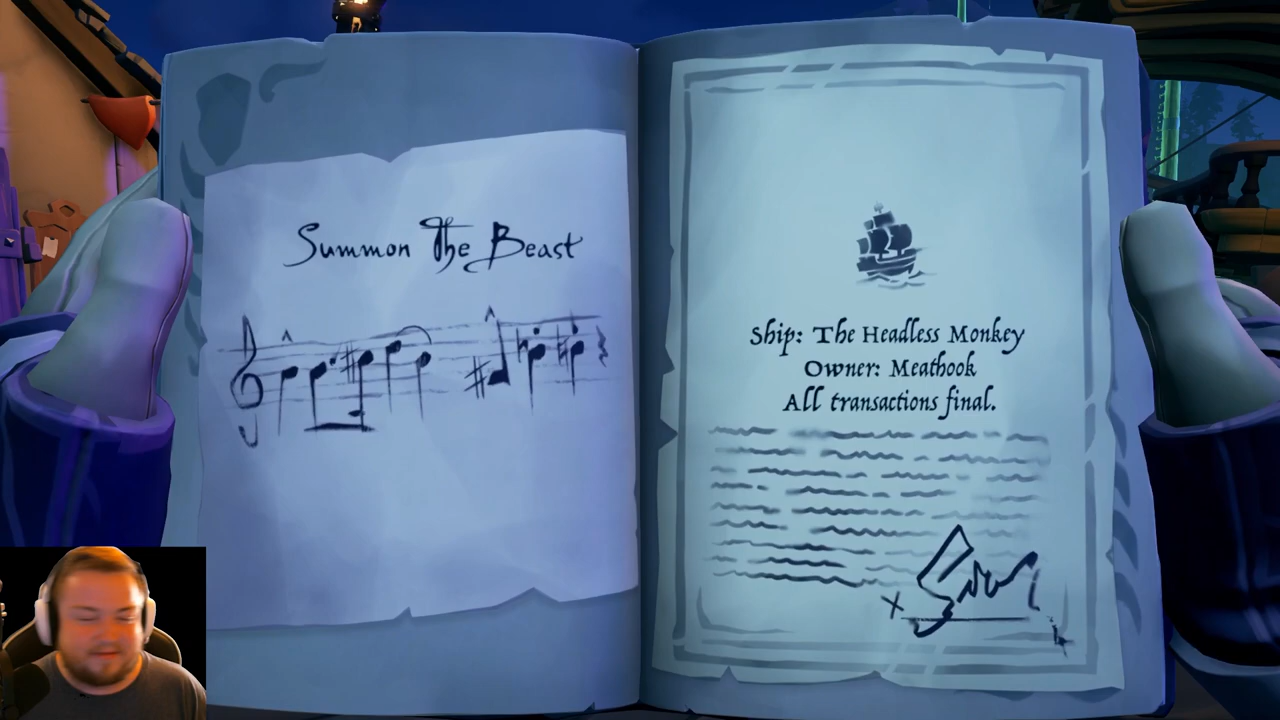 Summon The Beast
Ship: The Headless Monkey
Owner: Meathook
All transactions final.
X